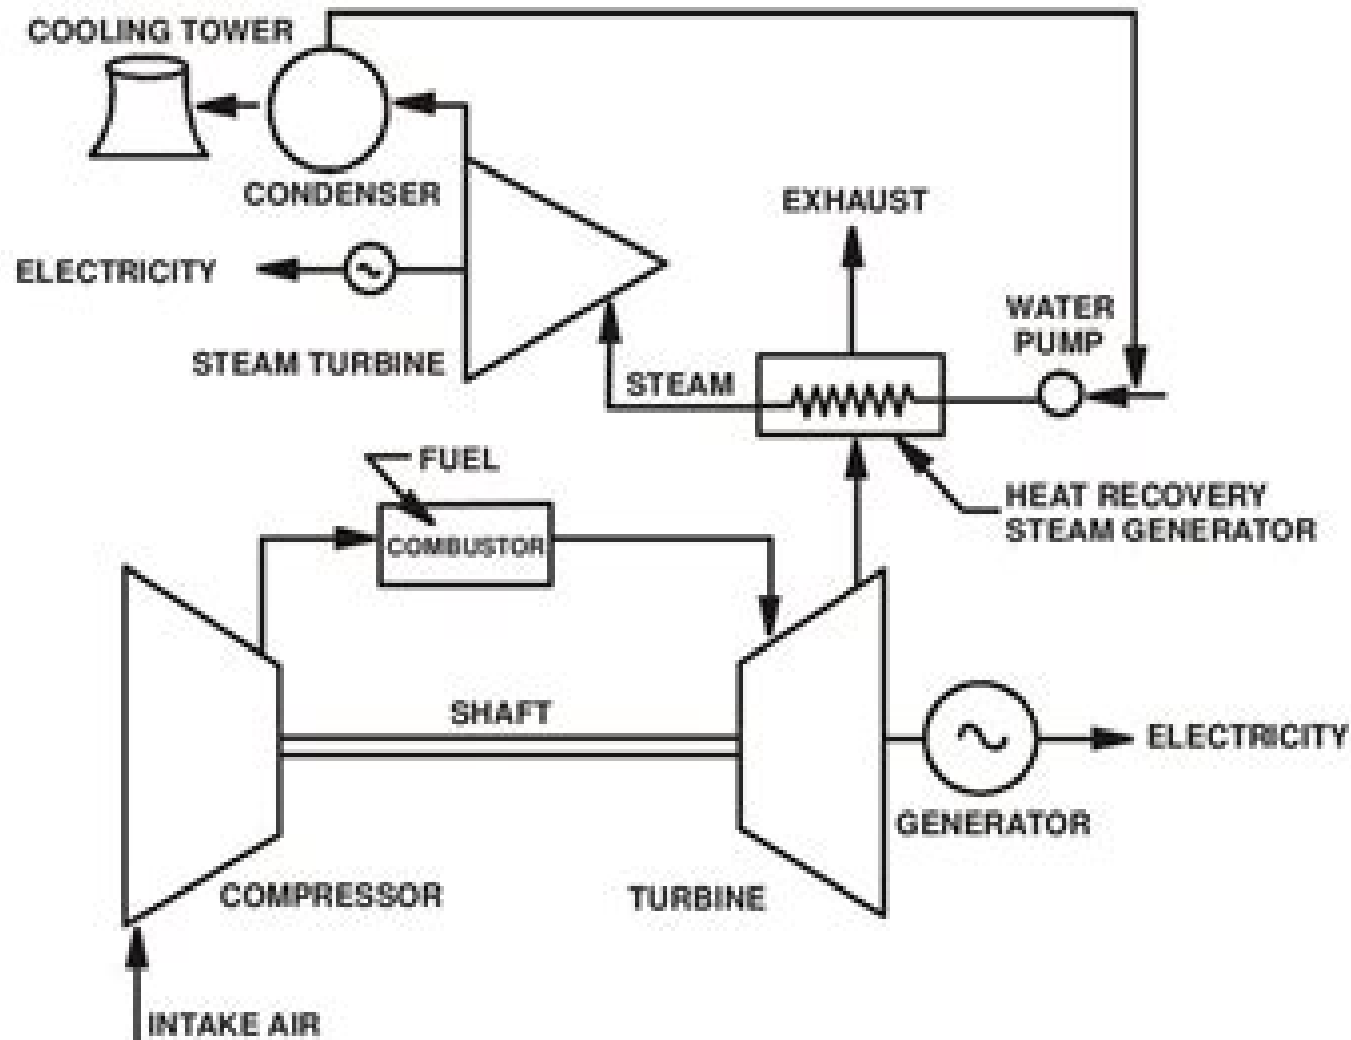 COOLING TOWER
CONDENSER
EXHAUST
ELECTRICITY
WATER
PUMP
STEAM TURBINE
STEAM
FUEL
HEAT RECOVERY
STEAM GENERATOR
COMBUSTOR
SHAFT
ELECTRICITY
GENERATOR
COMPRESSOR
TURBINE
INTAKE AIR